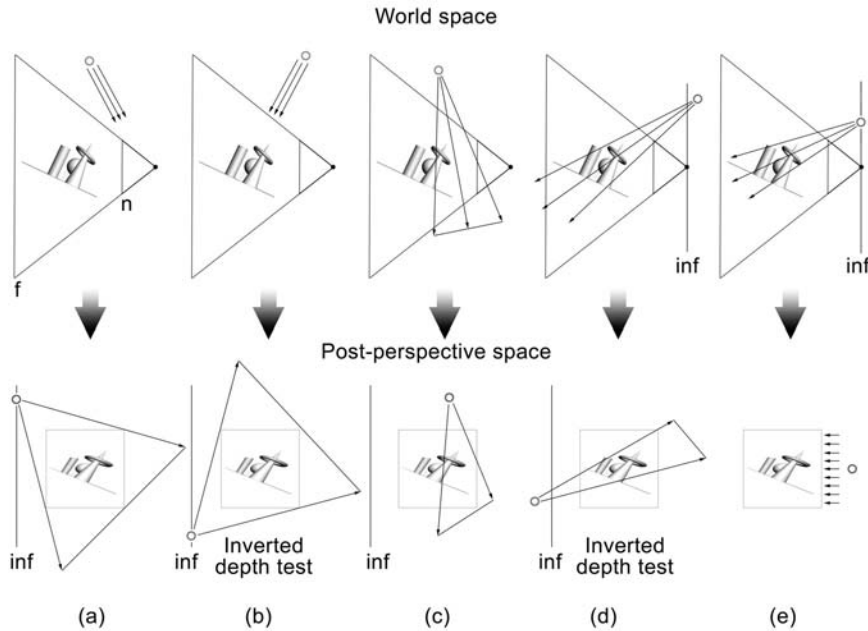 World space
n
f
inf
inf
Post-perspective space
inf
inf
Inverted
depth test
inf
inf
Inverted
depth test
(a)
(b)
(c)
(d)
(e)